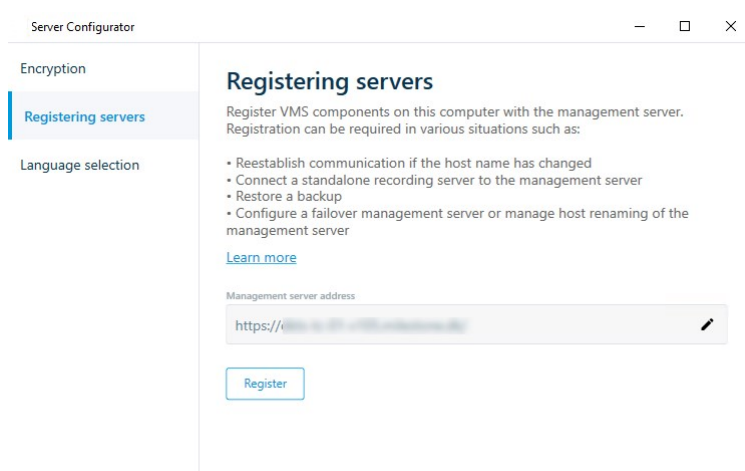 Server Configurator
Encryption
Registering servers
Language selection
Registering servers
Register VMS components on this computer with the management server.
Registration can be required in various situations such as:
• Reestablish communication if the host name has changed
• Connect a standalone recording server to the management server
• Restore a backup
• Configure a failover management server or manage host renaming of the
management server
Learn more
Management server address
https://
Register